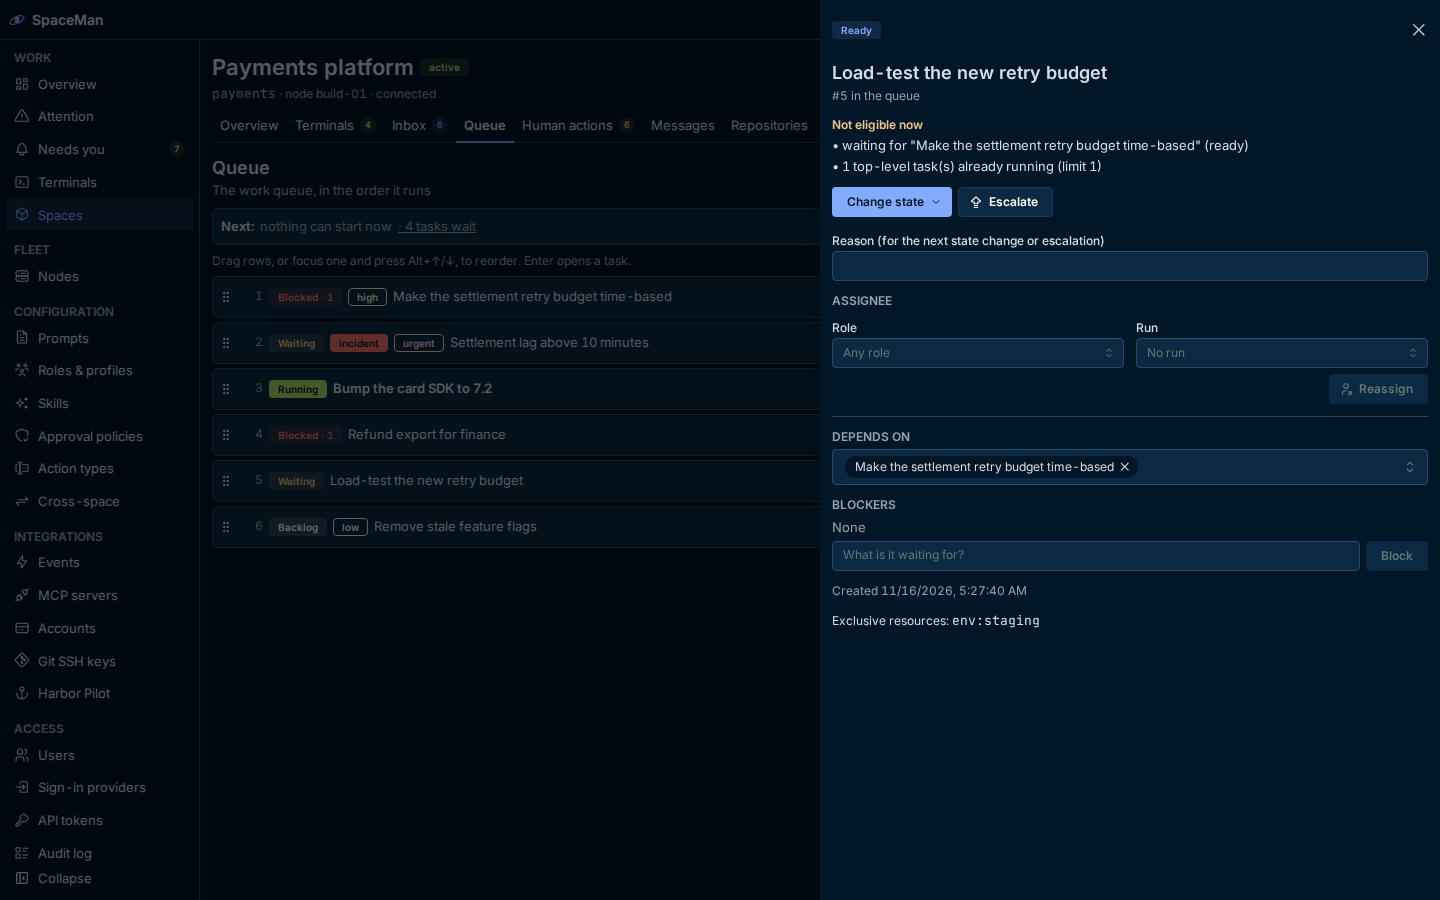 SpaceMan
WORK
Overview
Attention
Needs you 7
Terminals
Spaces
FLEET
Nodes
CONFIGURATION
Prompts
Roles & profiles
Skills
Approval policies
Action types
Cross-space
INTEGRATIONS
Events
MCP servers
Accounts
Git SSH keys
Harbor Pilot
ACCESS
Users
Sign-in providers
API tokens
Audit log
Collapse
Payments platform active
payments · node build-01 · connected
Overview Terminals 4 Inbox 6 Queue Human actions 6 Messages Repositories
Queue
The work queue, in the order it runs
Next: nothing can start now · 4 tasks wait
Drag rows, or focus one and press Alt+↑/↓, to reorder. Enter opens a task.
1 Blocked · 1 high Make the settlement retry budget time-based
2 Waiting incident urgent Settlement lag above 10 minutes
3 Running Bump the card SDK to 7.2
4 Blocked · 1 Refund export for finance
5 Waiting Load-test the new retry budget
6 Backlog low Remove stale feature flags
Ready
Load-test the new retry budget
#5 in the queue
Not eligible now
• waiting for "Make the settlement retry budget time-based" (ready)
• 1 top-level task(s) already running (limit 1)
Change state Escalate
Reason (for the next state change or escalation)
ASSIGNEE
Role Run
Any role No run
Reassign
DEPENDS ON
Make the settlement retry budget time-based
BLOCKERS
None
What is it waiting for? Block
Created 11/16/2026, 5:27:40 AM
Exclusive resources: env:staging